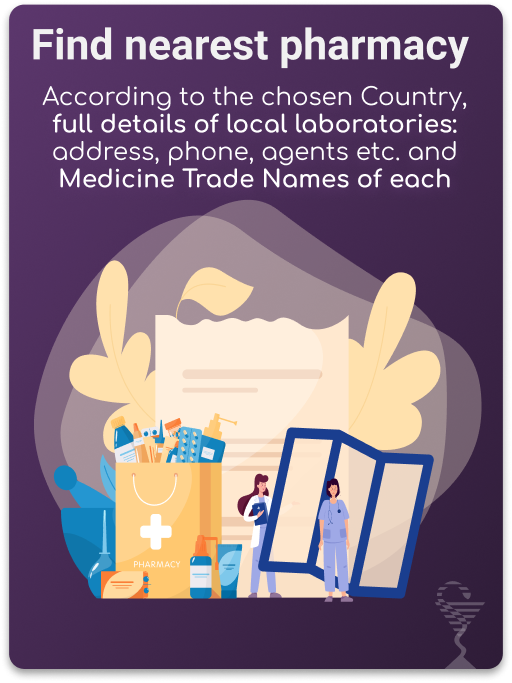 Find nearest pharmacy
According to the chosen Country,
full details of local laboratories:
address, phone, agents etc. and
Medicine Trade Names of each
PHARMACY